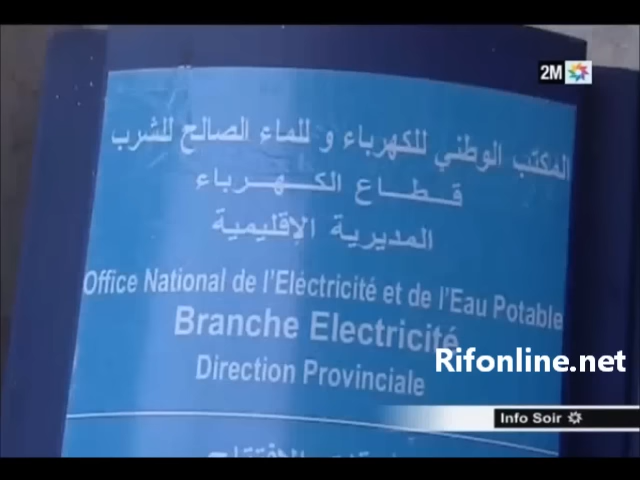 2M
المكتب الوطني للكهرباء و للماء الصالح للشرب
قطاع الكهرباء
المديرية الإقليمية
Office National de l'Eléctricité et de l'Eau Potable
Branche Electricité
Direction Provinciale
Rifonline.net
Info Soir